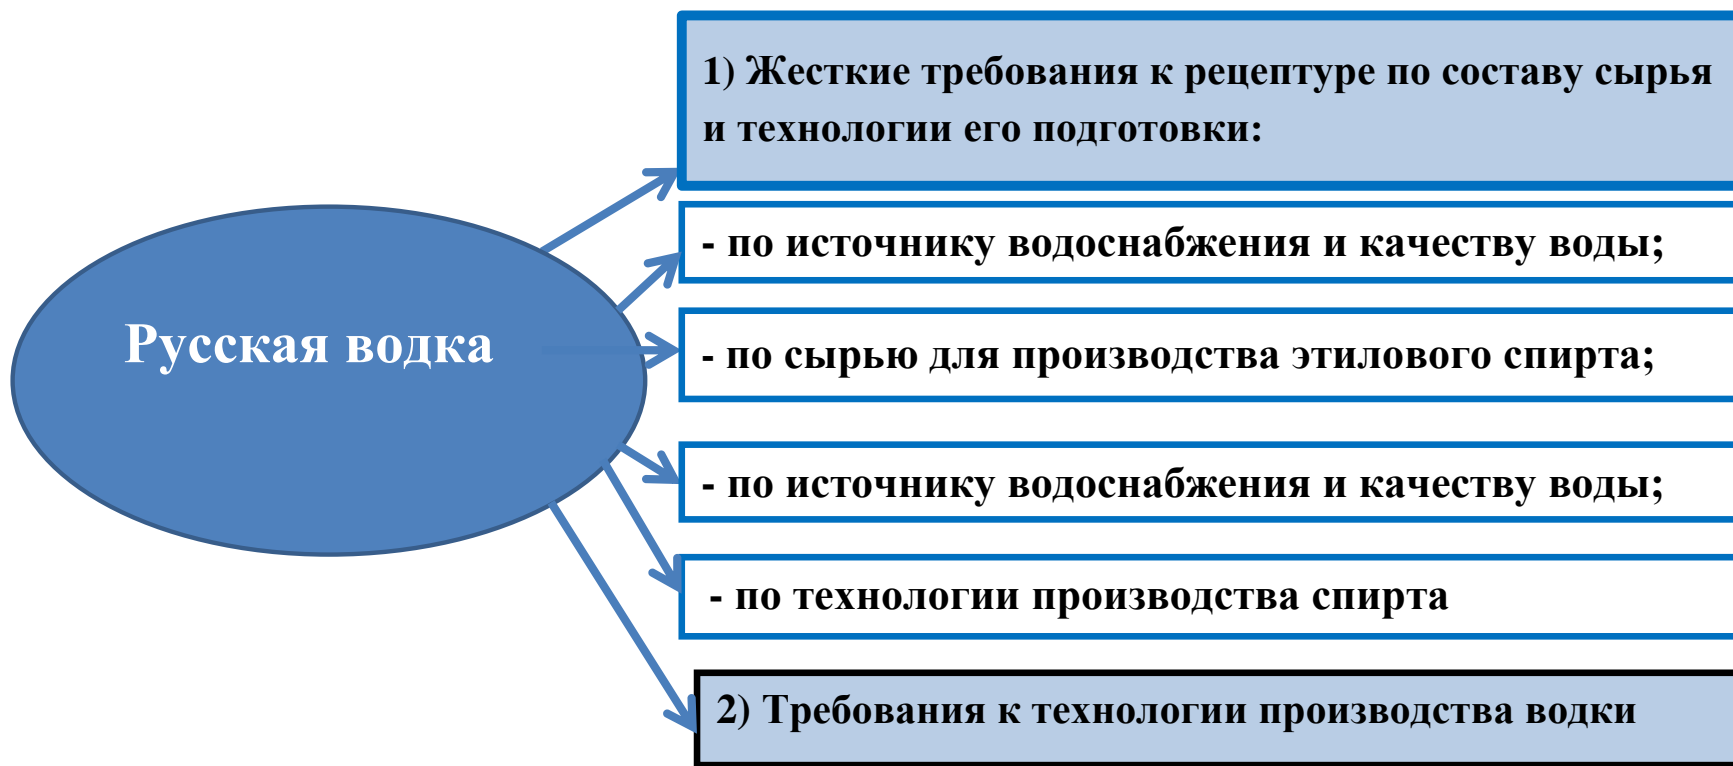 1) Жесткие требования к рецептуре по составу сырья
и технологии его подготовки:
- по источнику водоснабжения и качеству воды;
Русская водка
- по сырью для производства этилового спирта;
- по источнику водоснабжения и качеству воды;
- по технологии производства спирта
2) Требования к технологии производства водки